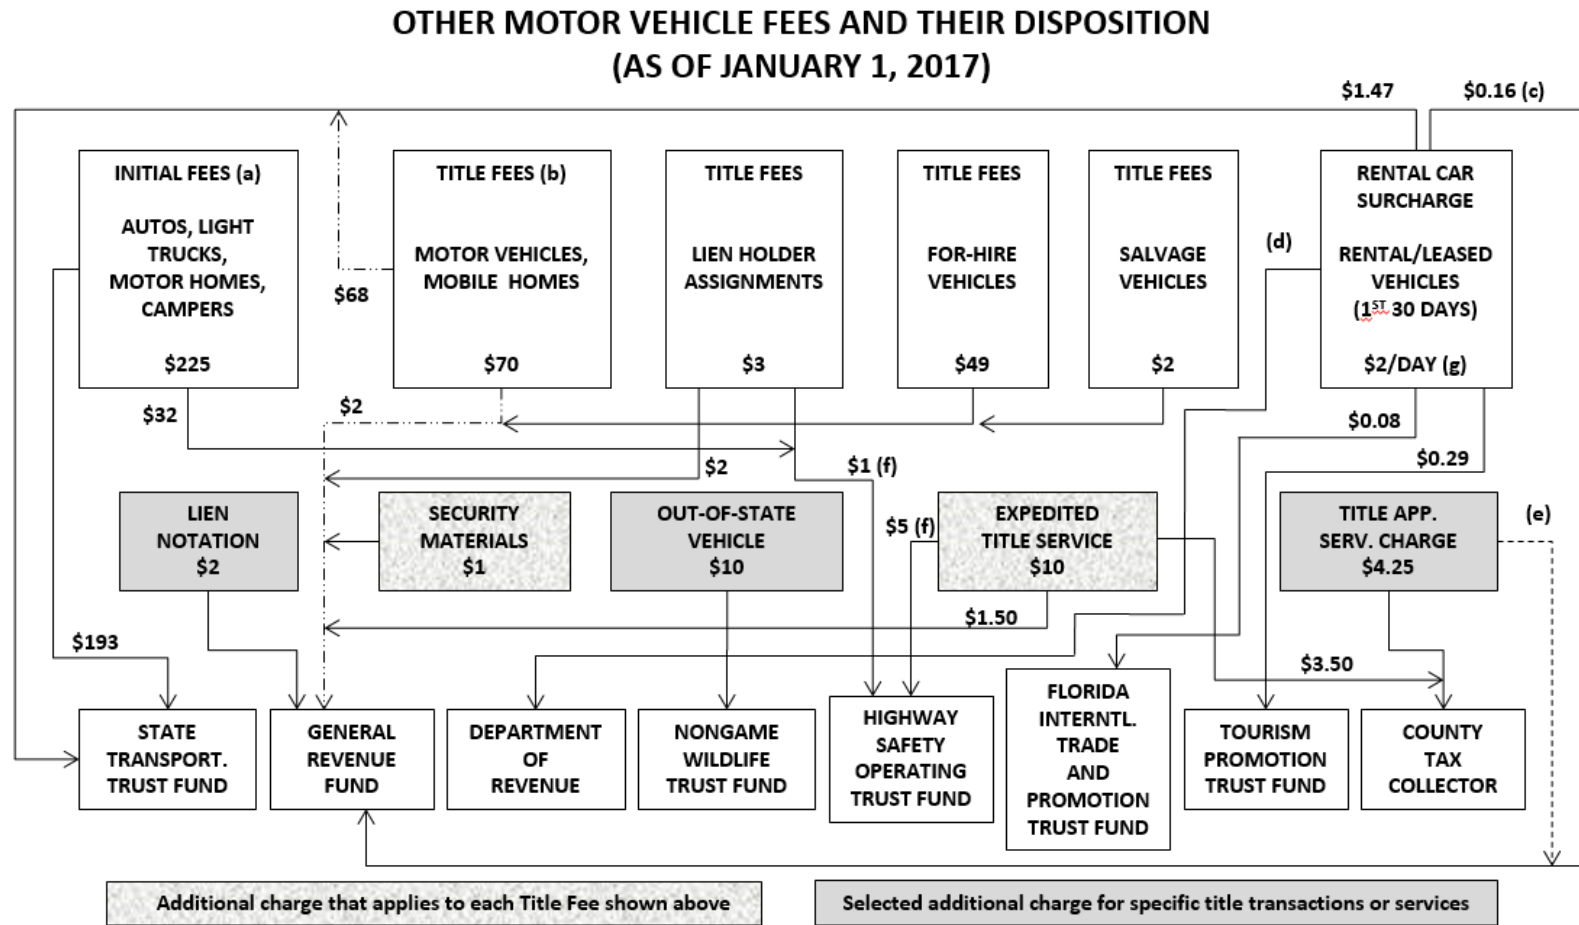 OTHER MOTOR VEHICLE FEES AND THEIR DISPOSITION
(AS OF JANUARY 1, 2017)
$1.47
$0.16 (c)
INITIAL FEES (a)
AUTOS, LIGHT
TRUCKS,
MOTOR HOMES,
CAMPERS
$225
TITLE FEES (b)
MOTOR VEHICLES,
MOBILE HOMES
$70
TITLE FEES
LIEN HOLDER
ASSIGNMENTS
$3
TITLE FEES
FOR-HIRE
VEHICLES
$49
TITLE FEES
SALVAGE
VEHICLES
$2
RENTAL CAR
SURCHARGE
RENTAL/LEASED
VEHICLES
(1ST 30 DAYS)
$2/DAY (g)
(d)
$68
$32
$2
$2
$1 (f)
$0.08
$0.29
LIEN
NOTATION
$2
SECURITY
MATERIALS
$1
OUT-OF-STATE
VEHICLE
$10
$5 (f)
EXPEDITED
TITLE SERVICE
$10
TITLE APP.
SERV. CHARGE
$4.25
(e)
$193
$1.50
$3.50
STATE
TRANSPORT.
TRUST FUND
GENERAL
REVENUE
FUND
DEPARTMENT
OF
REVENUE
NONGAME
WILDLIFE
TRUST FUND
HIGHWAY
SAFETY
OPERATING
TRUST FUND
FLORIDA
INTERNTL.
TRADE
AND
PROMOTION
TRUST FUND
TOURISM
PROMOTION
TRUST FUND
COUNTY
TAX
COLLECTOR
Additional charge that applies to each Title Fee shown above
Selected additional charge for specific title transactions or services